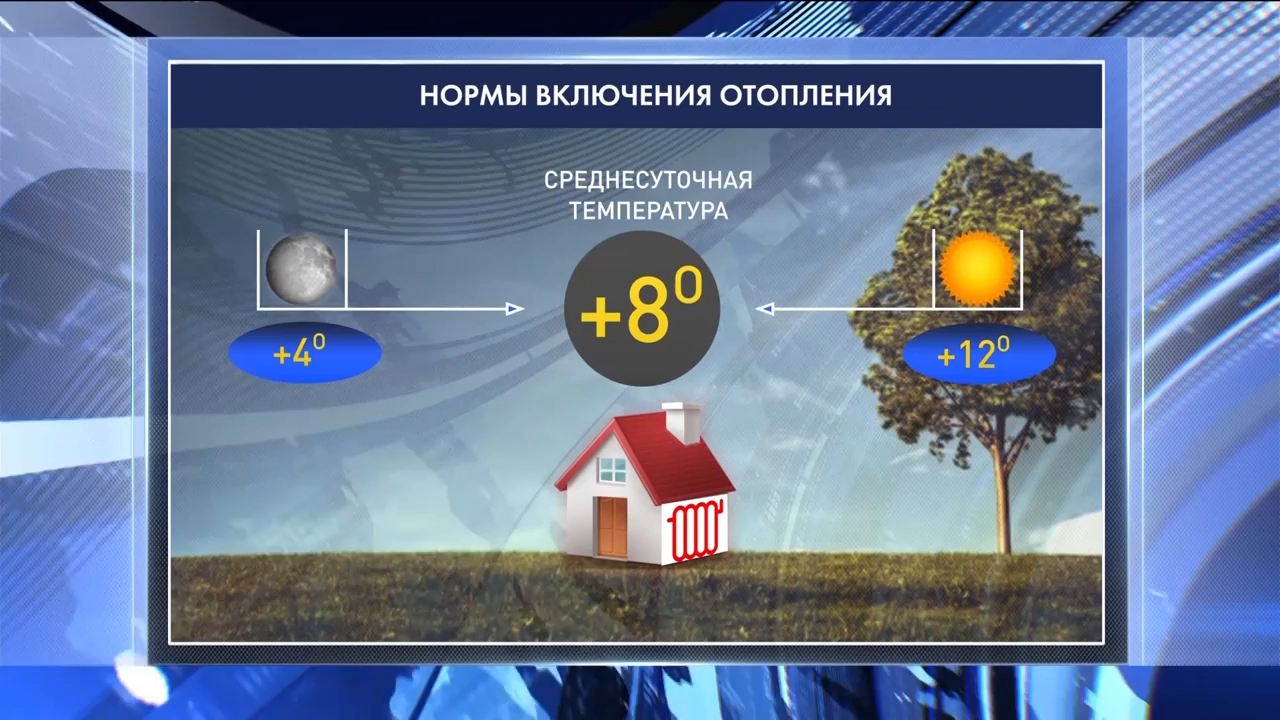 НОРМЫ ВКЛЮЧЕНИЯ ОТОПЛЕНИЯ
СРЕДНЕСУТОЧНАЯ
ТЕМПЕРАТУРА
+8⁰
+4⁰
+12⁰